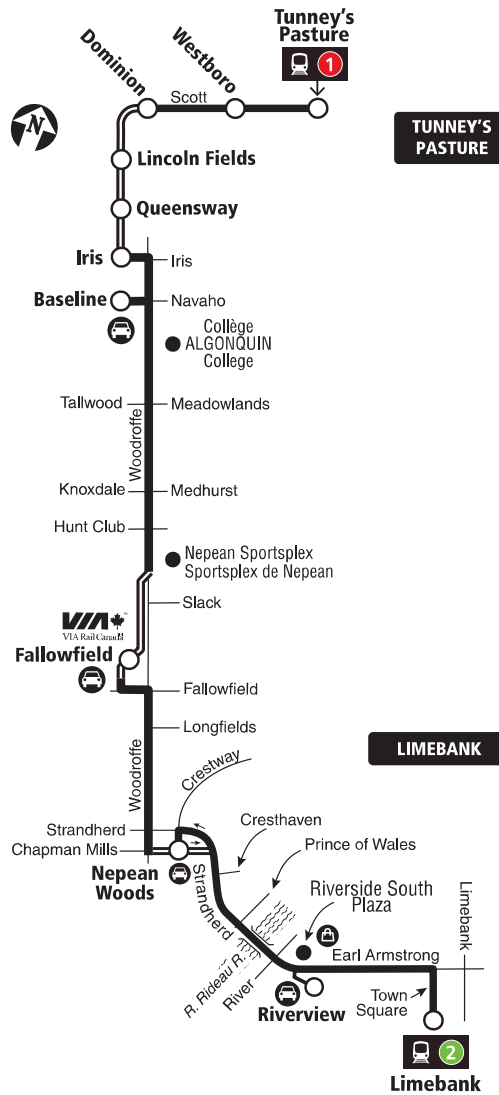 Tunney's
Pasture
1
Dominion
Westboro
Scott
N
TUNNEY'S
PASTURE
Lincoln Fields
Queensway
Iris
Iris
Baseline
Navaho
Collège
ALGONQUIN
College
Tallwood
Meadowlands
Woodroffe
Knoxdale
Medhurst
Hunt Club
Nepean Sportsplex
Sportsplex de Nepean
Slack
VIA
VIA Rail Canada
Fallowfield
Fallowfield
Longfields
Woodroffe
LIMEBANK
Crestway
Strandherd
Chapman Mills
Nepean
Woods
Cresthaven
Prince of Wales
Strandherd
Riverside South
Plaza
Limebank
R. Rideau R.
River
Earl Armstrong
Riverview
Town
Square
2
Limebank